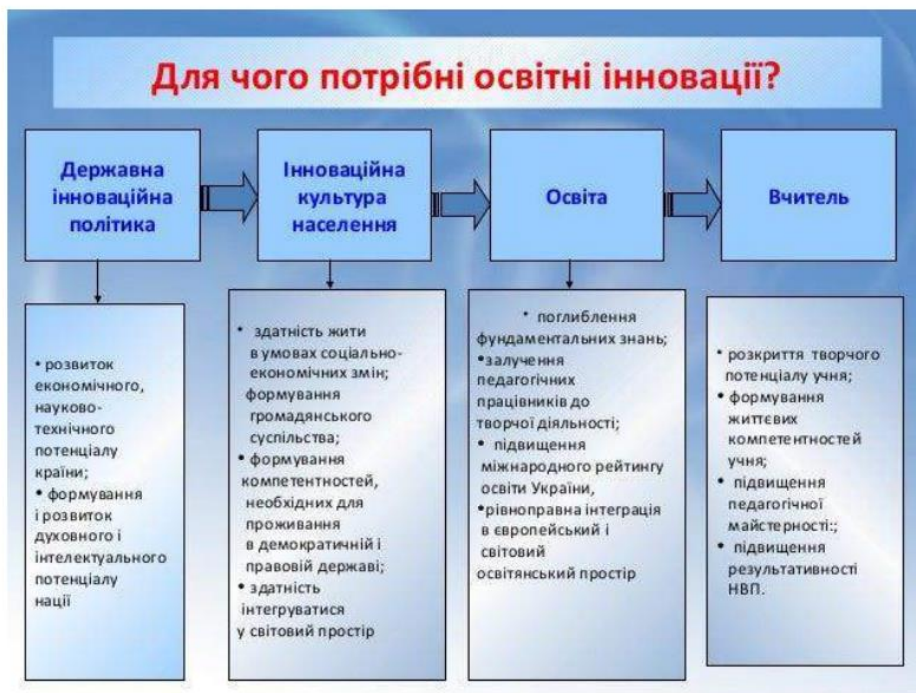 Для чого потрібні освітні інновації?
Державна
інноваційна
політика
Інноваційна
культура
населення
Освіта
Вчитель
• розвиток
економічного,
науково-
технічного
потенціалу
країни;
• формування
і розвиток
духовного і
інтелектуального
потенціалу
нації
• здатність жити
в умовах соціально-
економічних змін;
формування
громадянського
суспільства;
• формування
компетентностей,
необхідних для
проживання
в демократичній і
правовій державі;
• здатність
інтегруватися
у світовий простір
• поглиблення
фундаментальних знань;
•залучення
педагогічних
працівників до
творчої діяльності;
• підвищення
міжнародного рейтингу
освіти України,
•рівноправна інтеграція
в європейський і
світовий
освітянський простір
• розкриття творчого
потенціалу учня;
• формування
життєвих
компетентностей
учня;
• підвищення
педагогічної
майстерності:;
• підвищення
результативності
НВП.